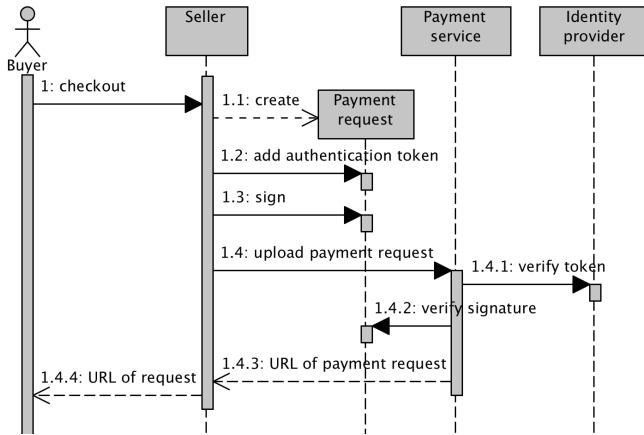 Seller
Payment
service
Identity
provider
Buyer
1: checkout
1.1: create
Payment
request
1.2: add authentication token
1.3: sign
1.4: upload payment request
1.4.1: verify token
1.4.2: verify signature
1.4.3: URL of payment request
1.4.4: URL of request